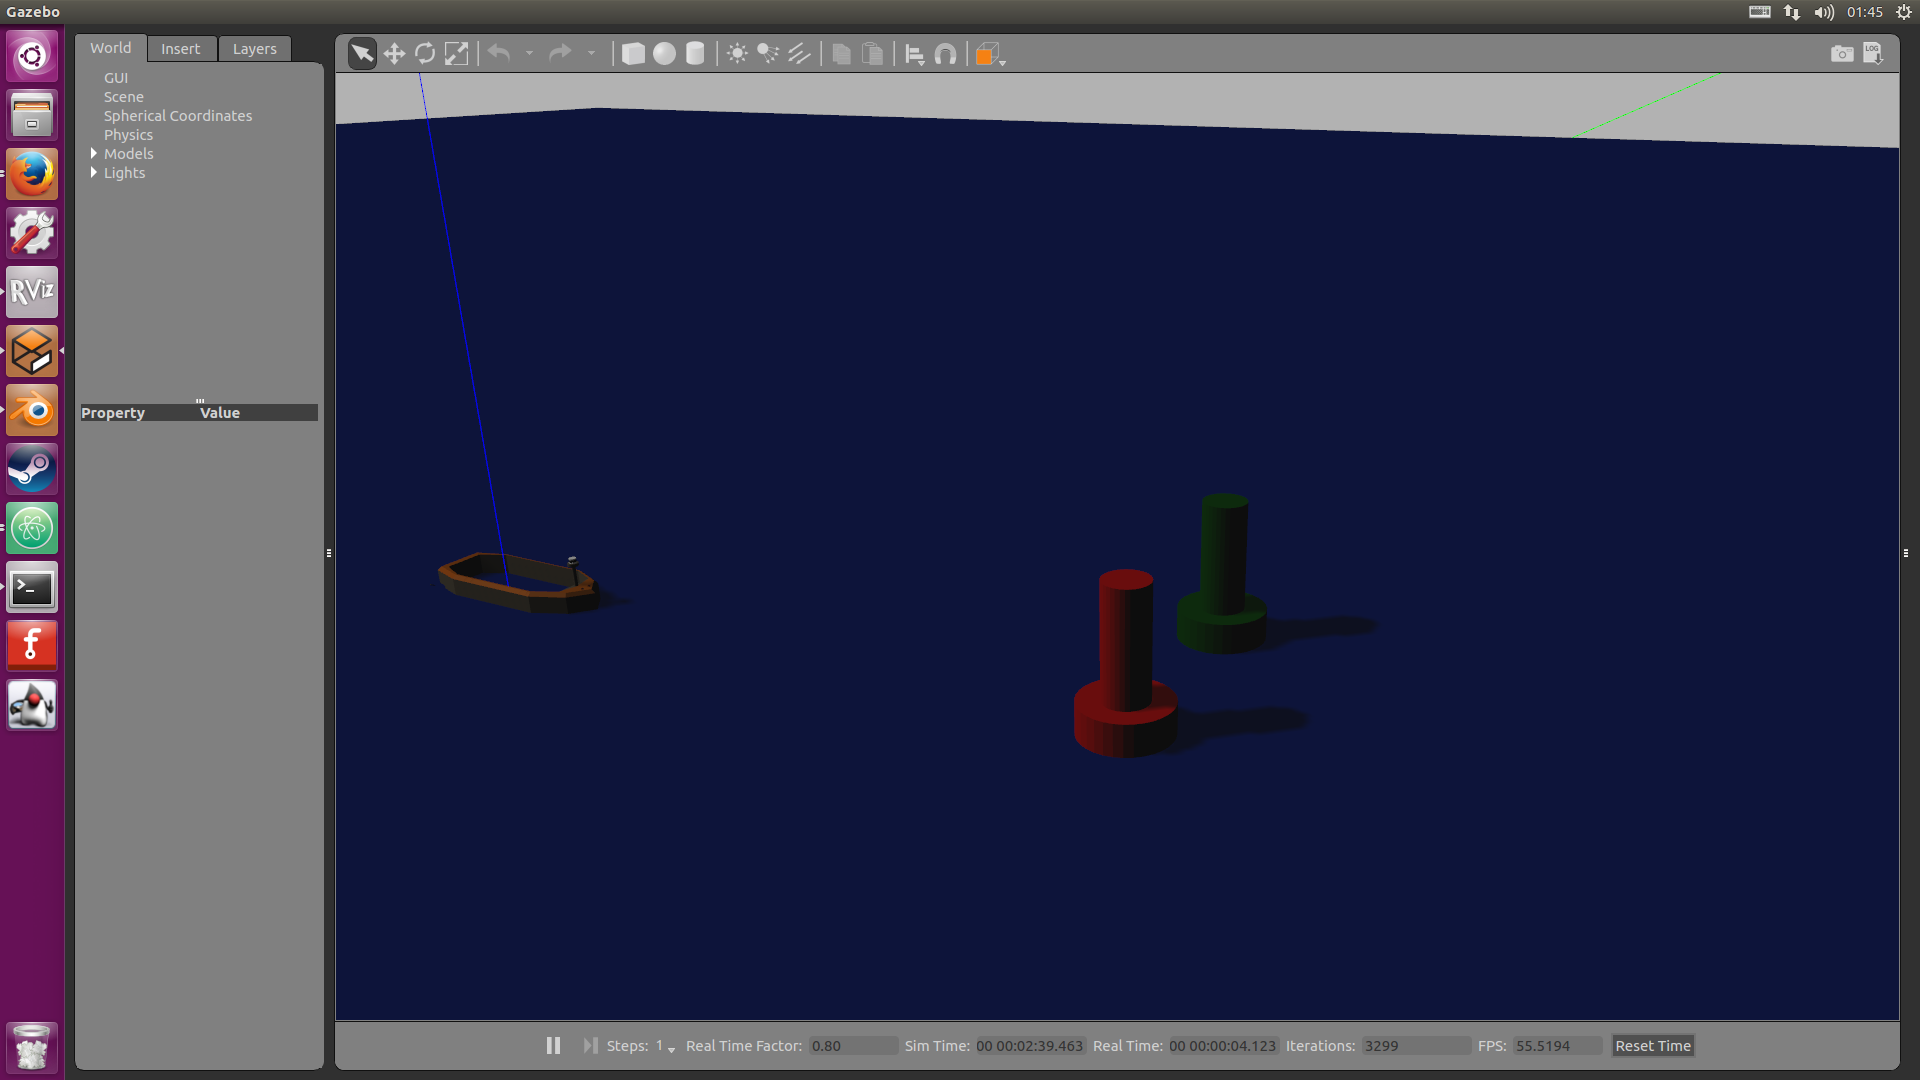 Gazebo
01:45
World Insert Layers
GUI
Scene
Spherical Coordinates
Physics
Models
Lights
LOG
RViz
Property Value
>_
f
Steps: 1 Real Time Factor: 0.80 Sim Time: 00 00:02:39.463 Real Time: 00 00:00:04.123 Iterations: 3299 FPS: 55.5194 Reset Time